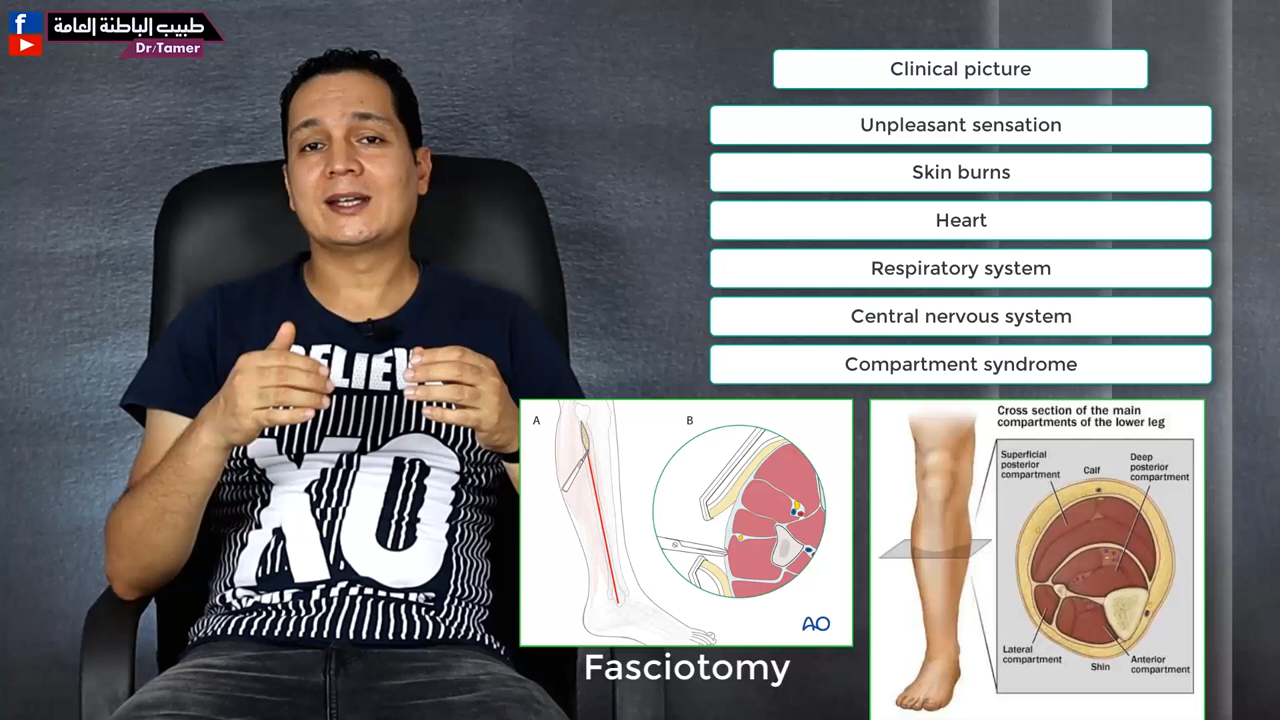 f
طبيب الباطنة العامة
Dr/Tamer
Clinical picture
Unpleasant sensation
Skin burns
Heart
Respiratory system
Central nervous system
Compartment syndrome
BELIEV
XO
A
B
AO
Fasciotomy
Cross section of the main
compartments of the lower leg
Superficial
posterior
compartment
Calf
Deep
posterior
compartment
Lateral
compartment
Shin
Anterior
compartment